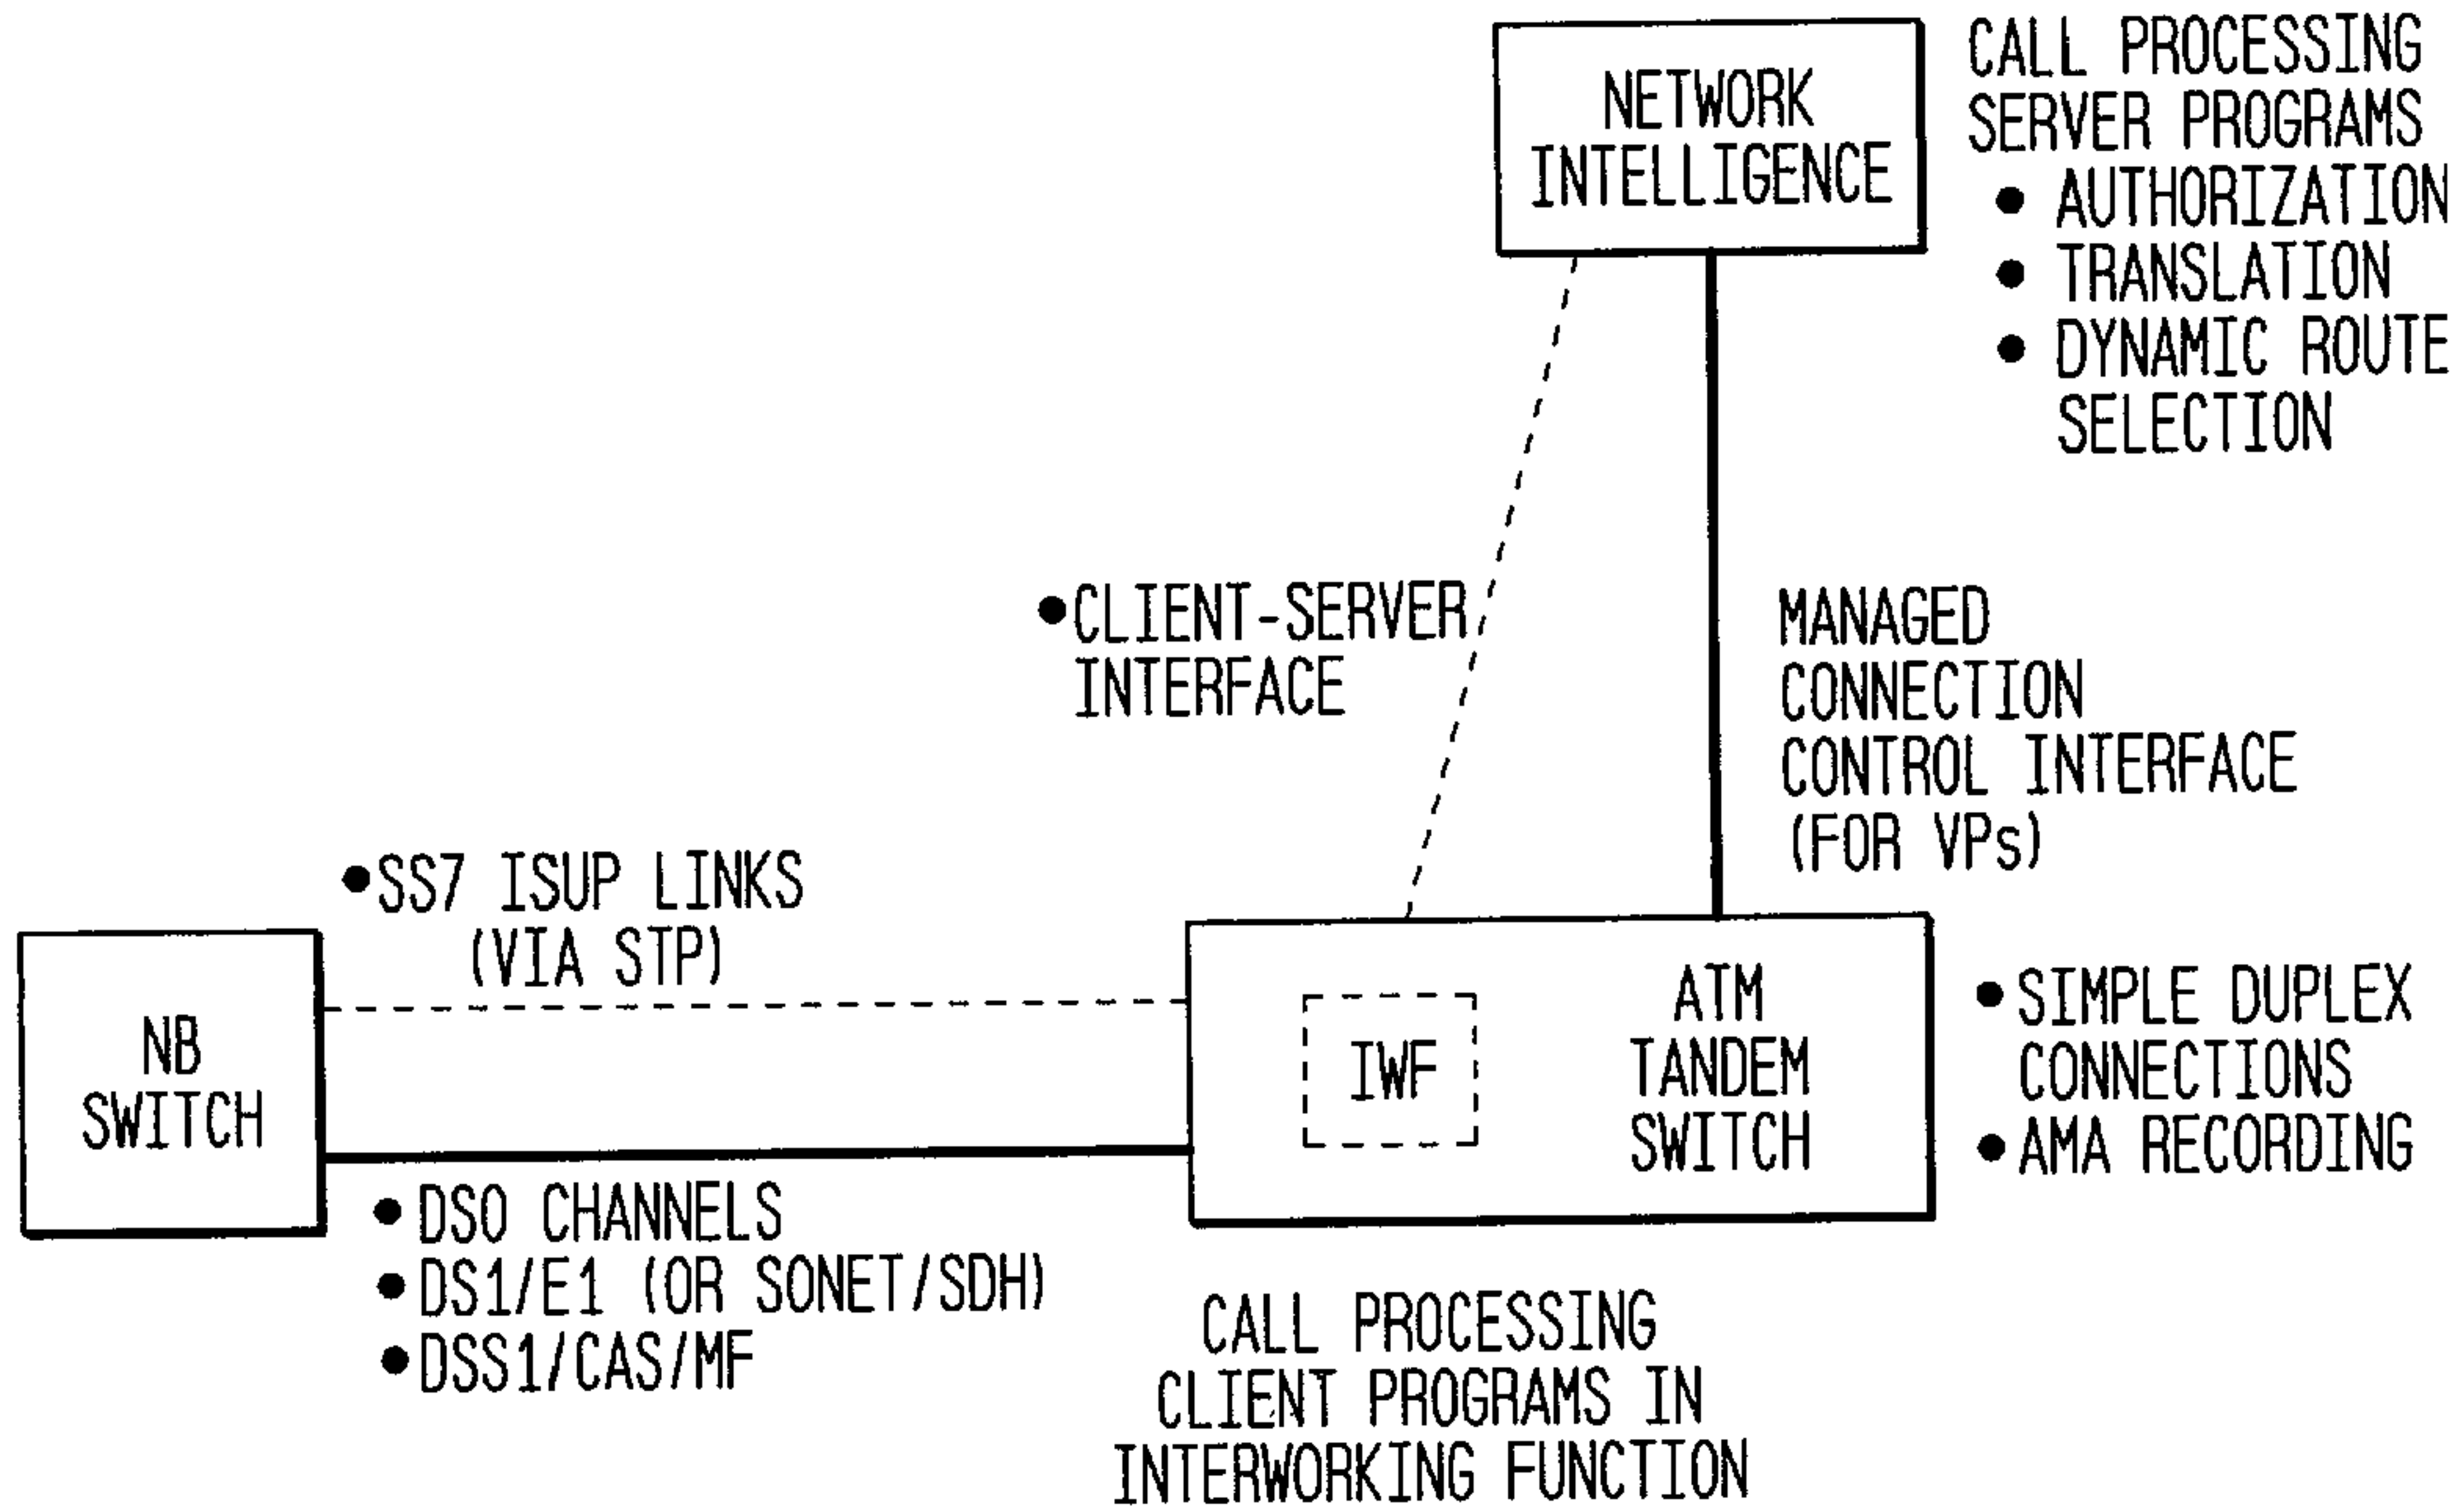 NETWORK
INTELLIGENCE
CALL PROCESSING
SERVER PROGRAMS
● AUTHORIZATION
● TRANSLATION
● DYNAMIC ROUTE
SELECTION
●CLIENT-SERVER
INTERFACE
MANAGED
CONNECTION
CONTROL INTERFACE
(FOR VPs)
●SS7 ISUP LINKS
(VIA STP)
NB
SWITCH
IWF
ATM
TANDEM
SWITCH
● SIMPLE DUPLEX
CONNECTIONS
● AMA RECORDING
● DS0 CHANNELS
● DS1/E1 (OR SONET/SDH)
● DSS1/CAS/MF
CALL PROCESSING
CLIENT PROGRAMS IN
INTERWORKING FUNCTION